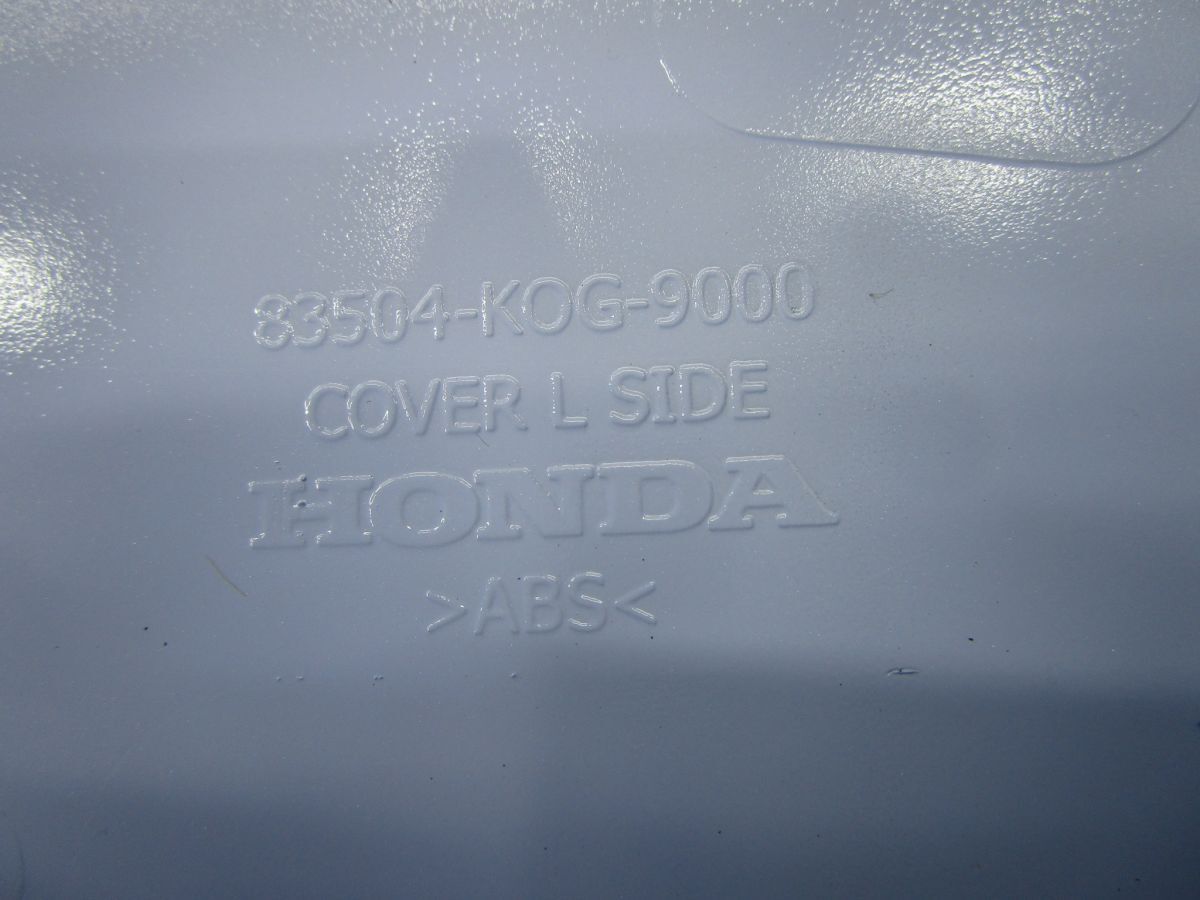 83504-KOG-9000
COVER L SIDE
HONDA
>ABS<